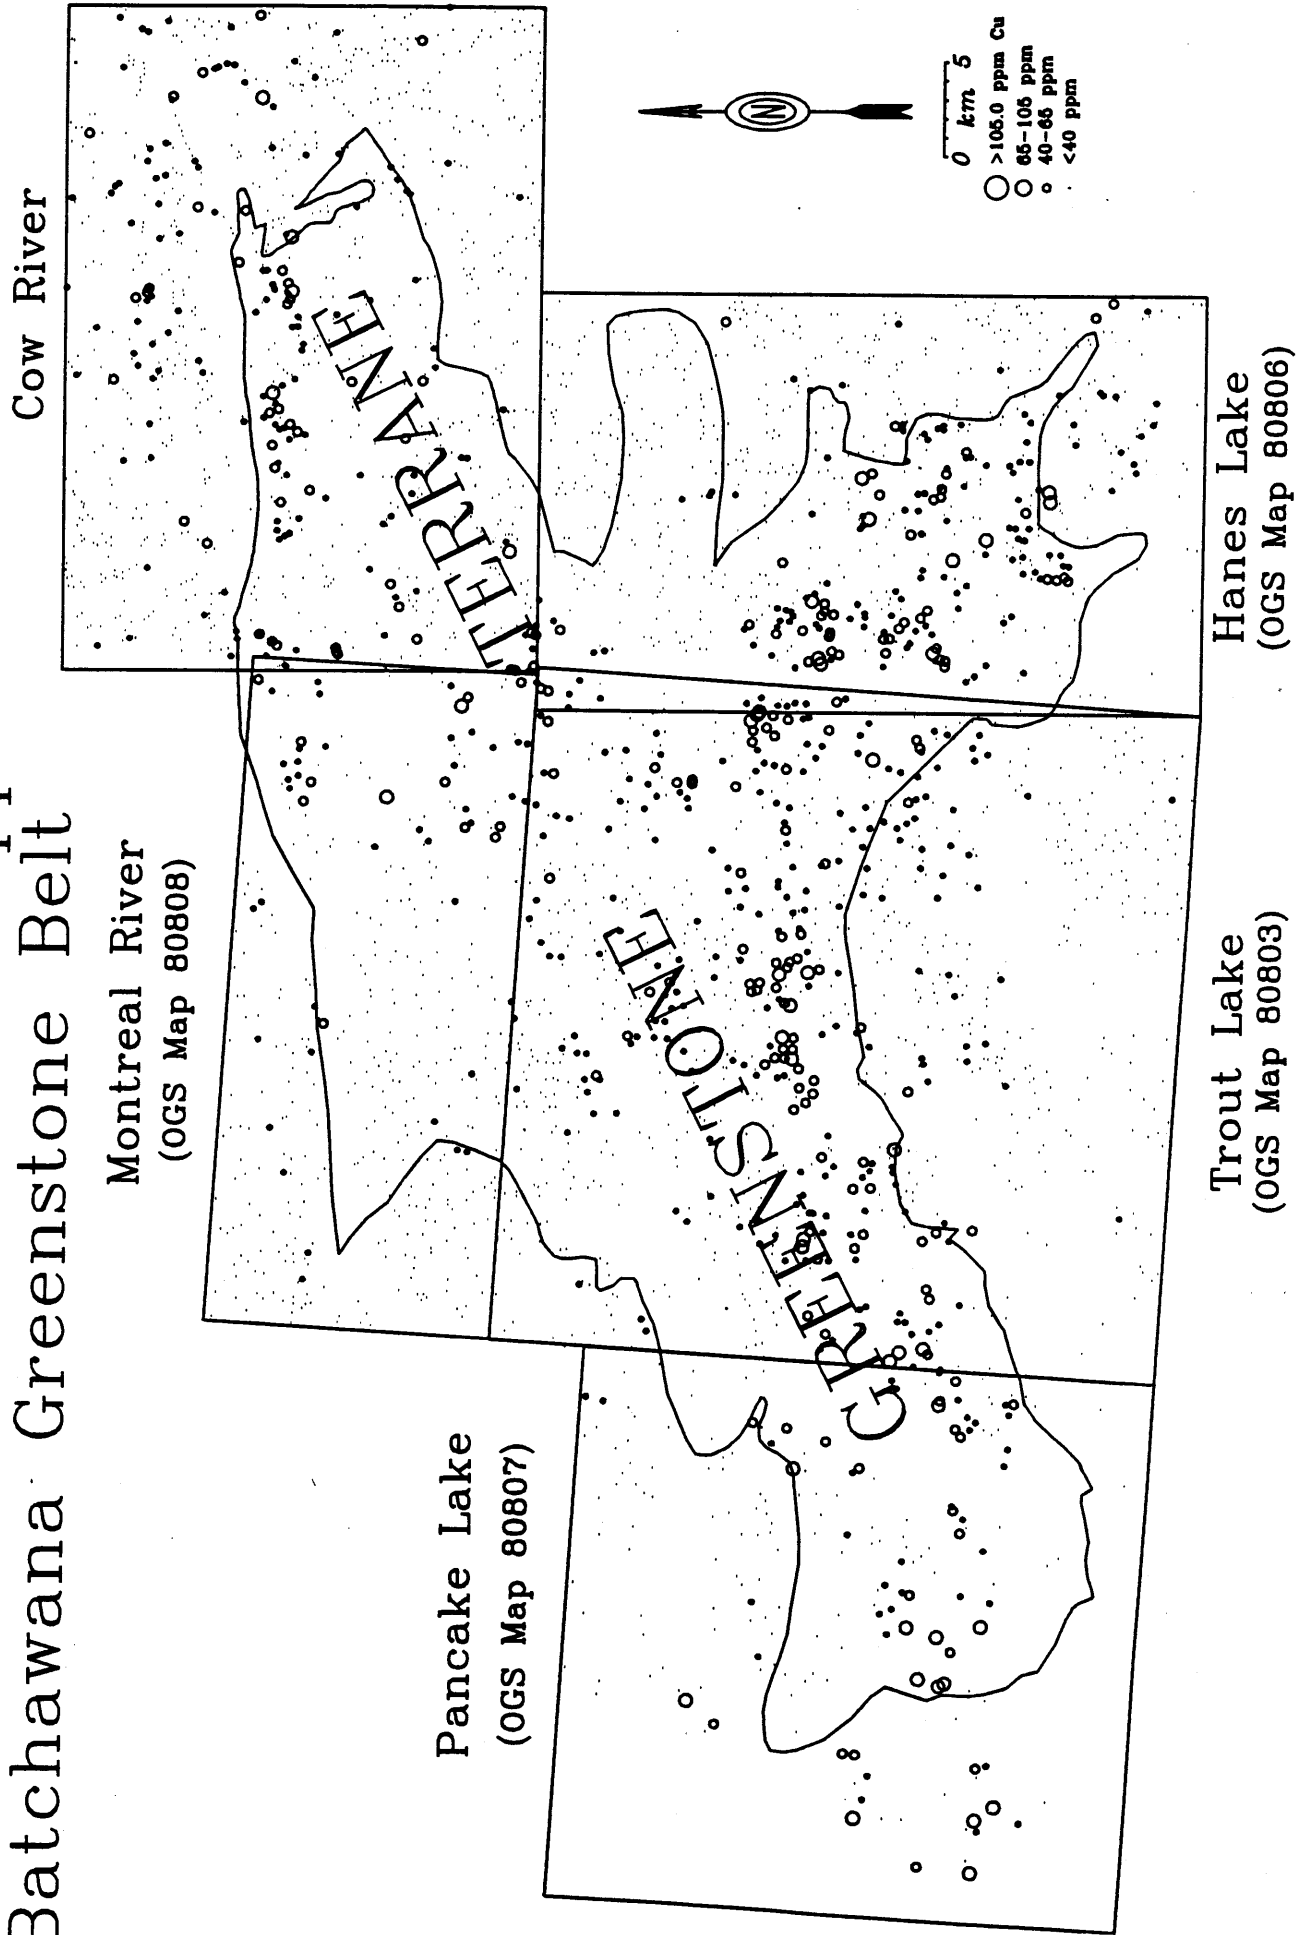 Batchawana Greenstone Belt
Cow River
Montreal River
(OGS Map 80808)
Pancake Lake
(OGS Map 80807)
GREENSTONE TERRANE
Trout Lake
(OGS Map 80803)
Hanes Lake
(OGS Map 80806)
N
0 km 5
>105.0 ppm Cu
65-105 ppm
40-65 ppm
<40 ppm